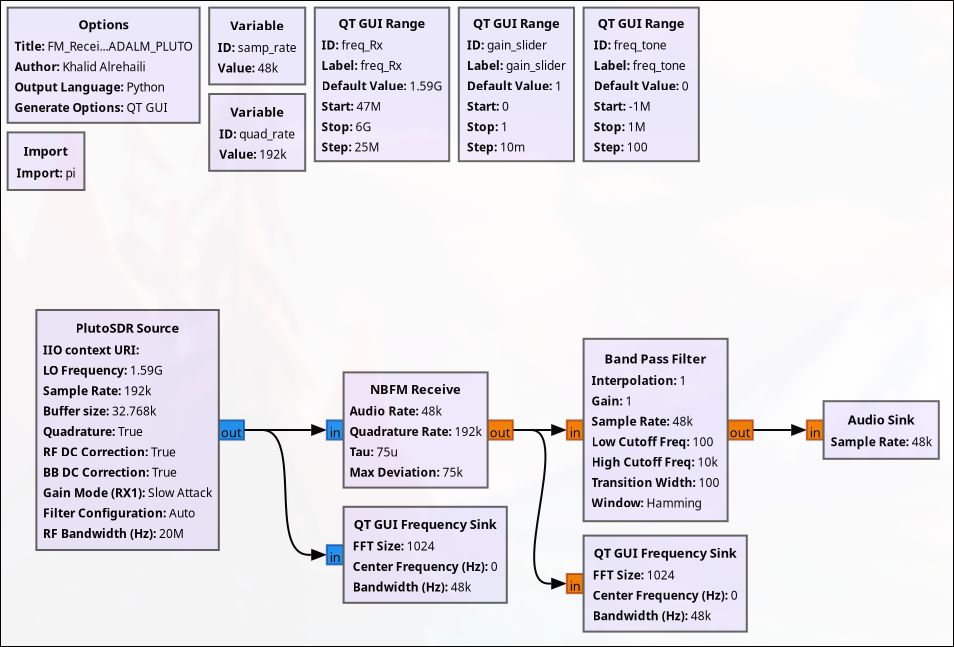 Options
Title: FM_Recei...ADALM_PLUTO
Author: Khalid Alrehaili
Output Language: Python
Generate Options: QT GUI
Import
Import: pi
Variable
ID: samp_rate
Value: 48k
Variable
ID: quad_rate
Value: 192k
QT GUI Range
ID: freq_Rx
Label: freq_Rx
Default Value: 1.59G
Start: 47M
Stop: 6G
Step: 25M
QT GUI Range
ID: gain_slider
Label: gain_slider
Default Value: 1
Start: 0
Stop: 1
Step: 10m
QT GUI Range
ID: freq_tone
Label: freq_tone
Default Value: 0
Start: -1M
Stop: 1M
Step: 100
PlutoSDR Source
IIO context URI:
LO Frequency: 1.59G
Sample Rate: 192k
Buffer size: 32.768k
Quadrature: True
RF DC Correction: True
BB DC Correction: True
Gain Mode (RX1): Slow Attack
Filter Configuration: Auto
RF Bandwidth (Hz): 20M
out
in
NBFM Receive
Audio Rate: 48k
Quadrature Rate: 192k
Tau: 75u
Max Deviation: 75k
out
in
QT GUI Frequency Sink
FFT Size: 1024
Center Frequency (Hz): 0
Bandwidth (Hz): 48k
in
Band Pass Filter
Interpolation: 1
Gain: 1
Sample Rate: 48k
Low Cutoff Freq: 100
High Cutoff Freq: 10k
Transition Width: 100
Window: Hamming
out
in
QT GUI Frequency Sink
FFT Size: 1024
Center Frequency (Hz): 0
Bandwidth (Hz): 48k
in
Audio Sink
Sample Rate: 48k